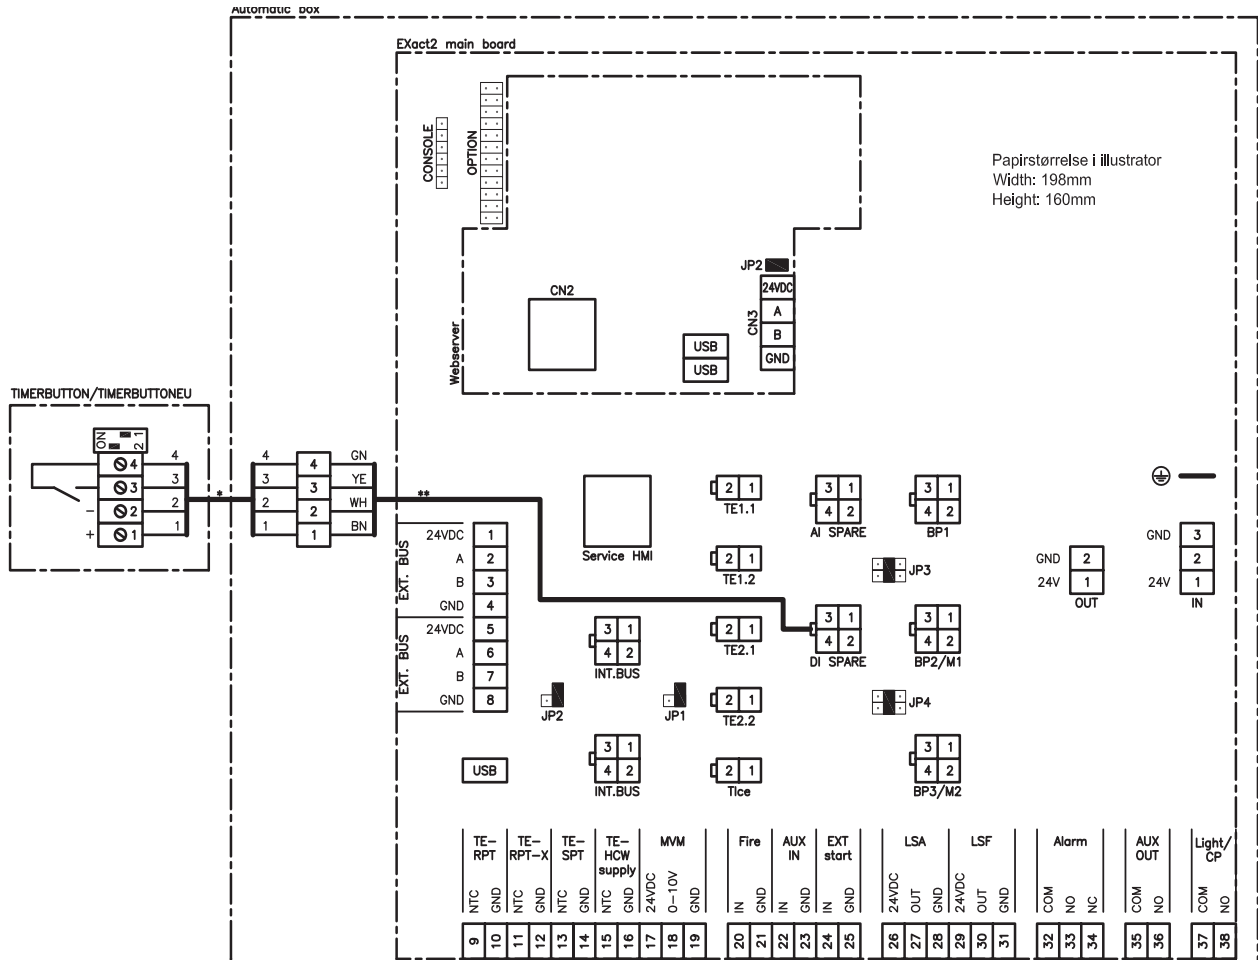 Automatic box
EXact2 main board
CONSOLE
OPTION
Papirstørrelse i illustrator
Width: 198mm
Height: 160mm
JP2
CN2
24VDC
A
B
GND
CN3
USB
USB
Webserver
TIMERBUTTON/TIMERBUTTONEU
ON
2 1
4 4
3 3
- 2 2
+ 1 1
*
4 4 GN
3 3 YE
2 2 WH
1 1 BN
**
EXT. BUS
24VDC 1
A 2
B 3
GND 4
EXT. BUS
24VDC 5
A 6
B 7
GND 8
USB
Service HMI
3 1
4 2
INT.BUS
JP2
JP1
3 1
4 2
INT.BUS
2 1
TE1.1
2 1
TE1.2
2 1
TE2.1
2 1
TE2.2
2 1
TIce
3 1
4 2
AI SPARE
3 1
4 2
DI SPARE
3 1
4 2
BP1
JP3
3 1
4 2
BP2/M1
JP4
3 1
4 2
BP3/M2
GND 2
24V 1
OUT
GND 3
2
24V 1
IN
TE-
RPT
NTC GND
9 10
TE-
RPT-X
NTC GND
11 12
TE-
SPT
NTC GND
13 14
TE-
HCW
supply
NTC GND
15 16
MVM
24VDC 0-10V GND
17 18 19
Fire
IN GND
20 21
AUX
IN
IN GND
22 23
EXT
start
IN GND
24 25
LSA
24VDC OUT GND
26 27 28
LSF
24VDC OUT GND
29 30 31
Alarm
COM NO NC
32 33 34
AUX
OUT
COM NO
35 36
Light/
CP
COM NO
37 38